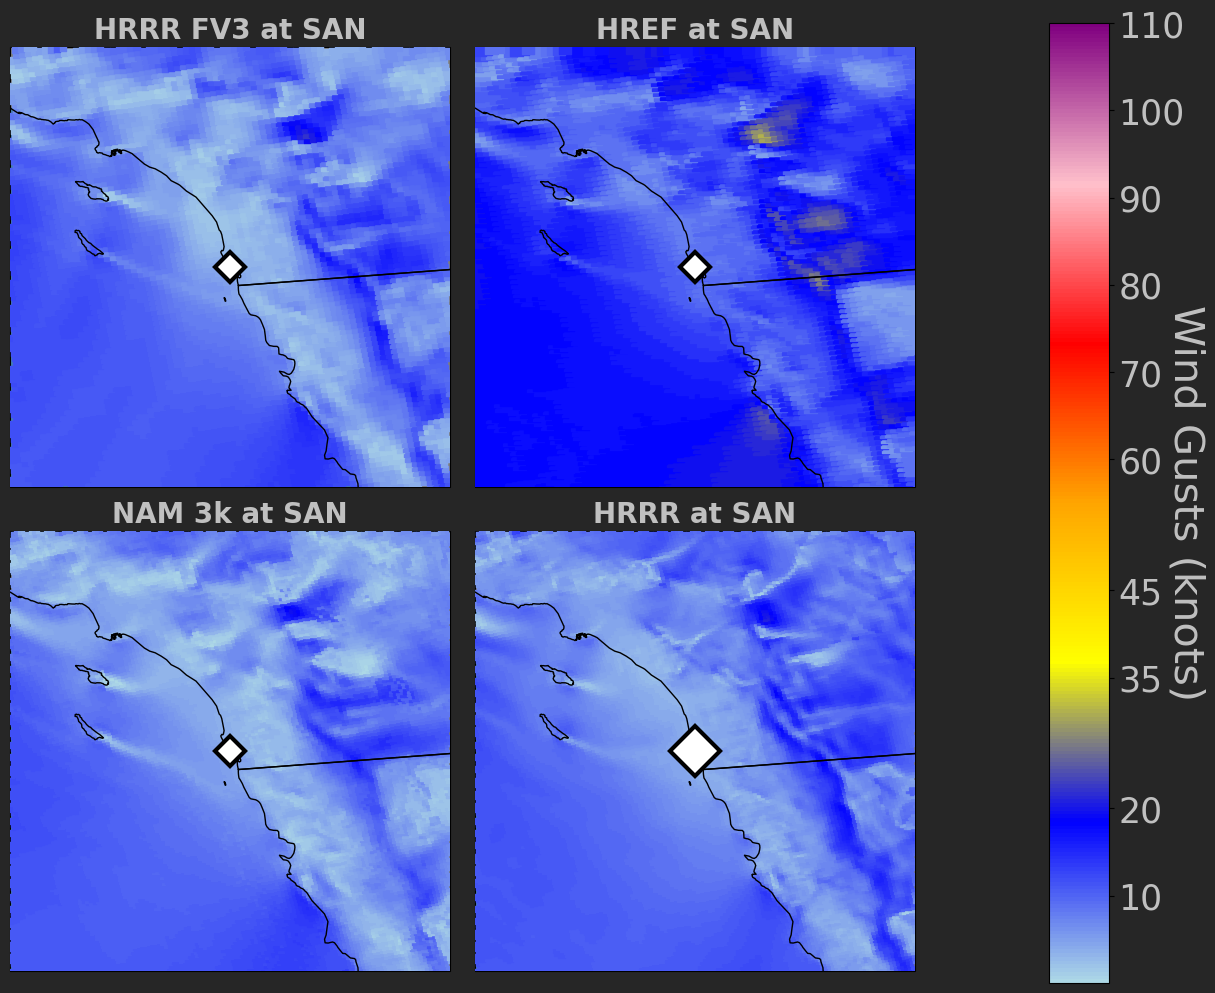 HRRR FV3 at SAN
HREF at SAN
NAM 3k at SAN
HRRR at SAN
110
100
90
80
70
60
45
35
20
10
Wind Gusts (knots)